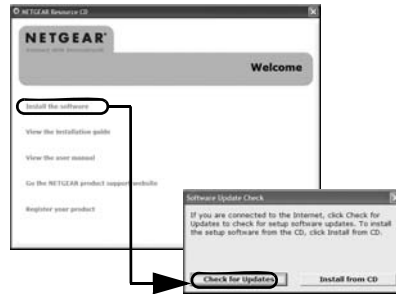 NETGEAR Resource CD
NETGEAR®
Connect with Innovation™
Welcome
Install the software
View the installation guide
View the user manual
Go the NETGEAR product support website
Register your product
Software Update Check
If you are connected to the Internet, click Check for
Updates to check for setup software updates. To install
the setup software from the CD, click Install from CD.
Check for Updates
Install from CD